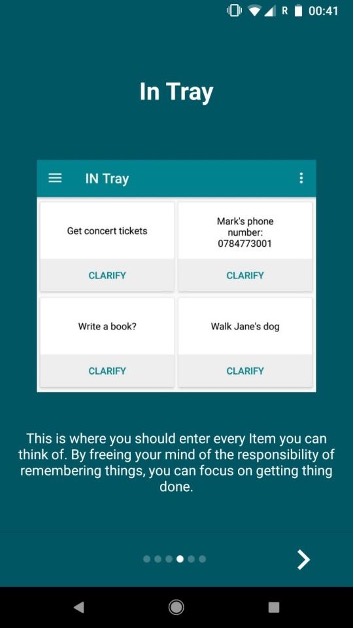 R 00:41
In Tray
IN Tray
Get concert tickets
Mark's phone
number:
0784773001
CLARIFY
CLARIFY
Write a book?
Walk Jane's dog
CLARIFY
CLARIFY
This is where you should enter every Item you can
think of. By freeing your mind of the responsibility of
remembering things, you can focus on getting thing
done.